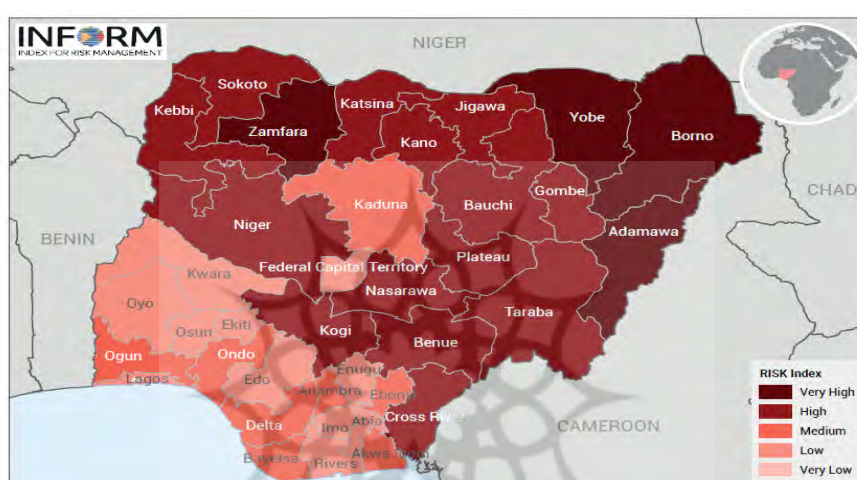 INFORM
INDEX FOR RISK MANAGEMENT
NIGER
Sokoto
Kebbi
Katsina
Jigawa
Yobe
Zamfara
Kano
Borno
CHAD
Kaduna
Bauchi
Gombe
Niger
BENIN
Adamawa
Federal Capital Territory
Plateau
Kwara
Nasarawa
Oyo
Taraba
Ekiti
Osun
Kogi
Benue
Ogun
Ondo
Enugu
Lagos
Edo
Anambra
Ebonyi
Cross River
Delta
Imo
Abia
CAMEROON
Bayelsa
Rivers
Akwa Ibom
RISK Index
Very High
High
Medium
Low
Very Low